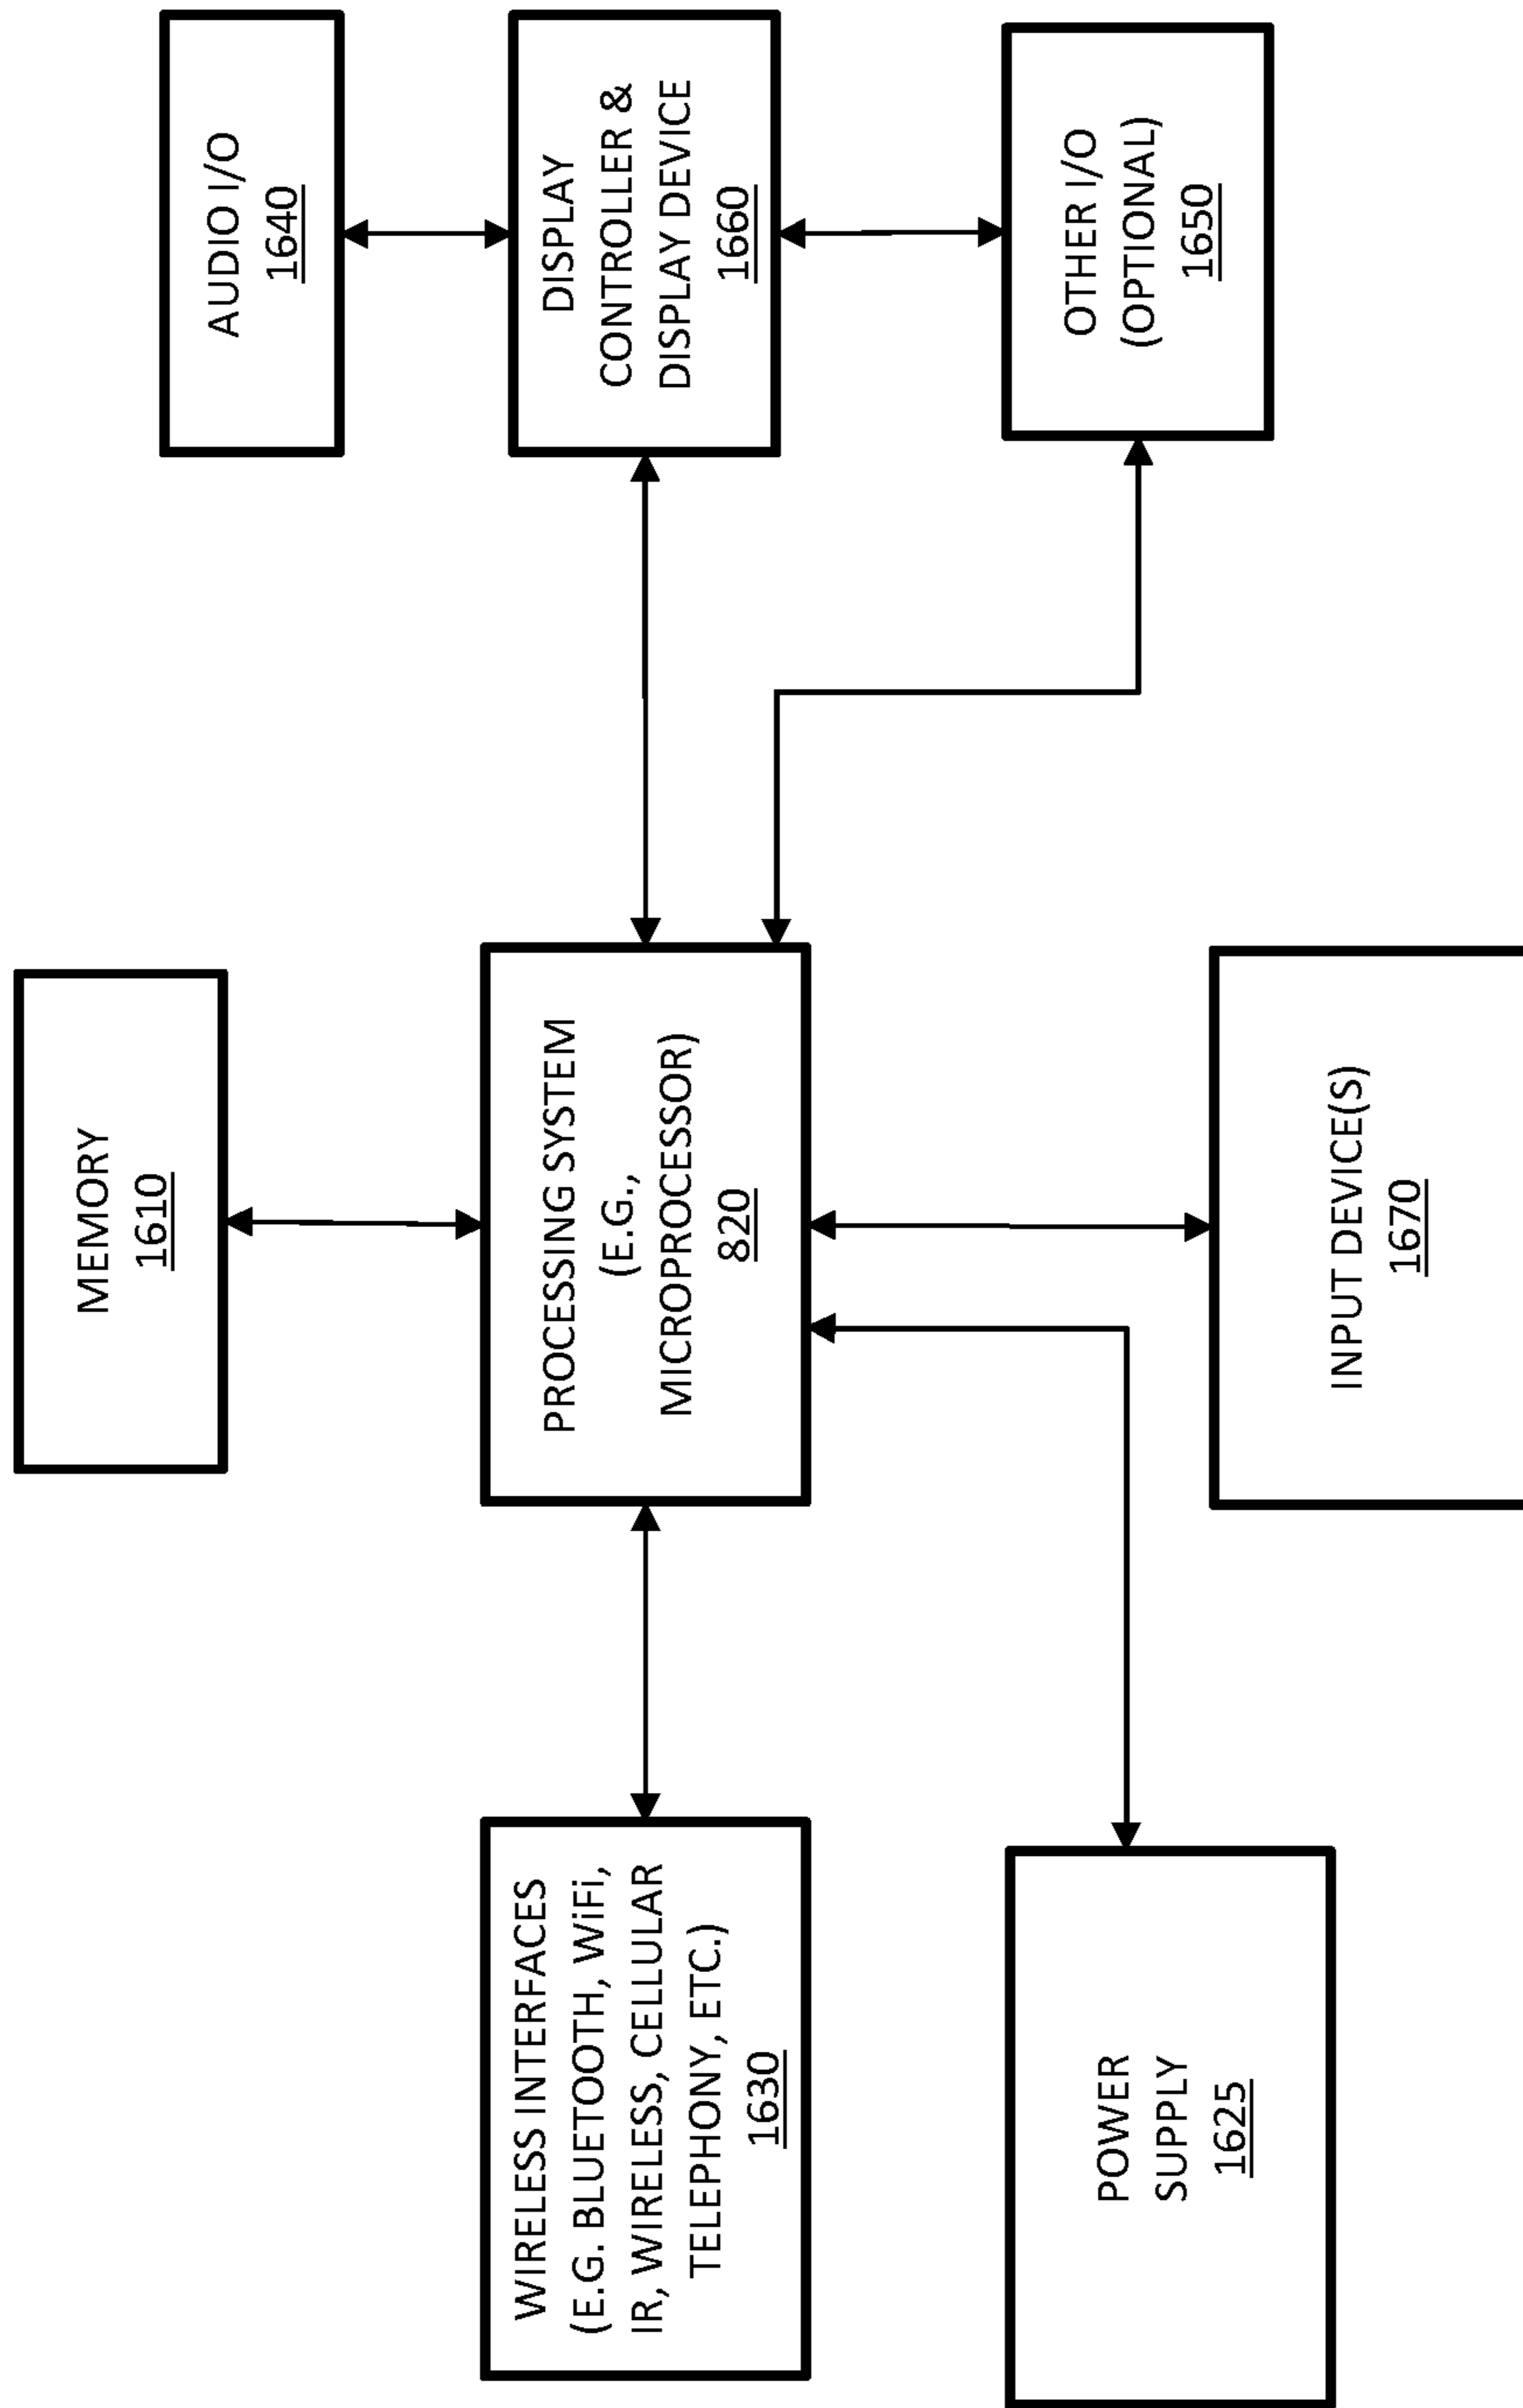 MEMORY
1610
AUDIO I/O
1640
WIRELESS INTERFACES
(E.G. BLUETOOTH, WiFi,
IR, WIRELESS, CELLULAR
TELEPHONY, ETC.)
1630
PROCESSING SYSTEM
(E.G.,
MICROPROCESSOR)
820
DISPLAY
CONTROLLER &
DISPLAY DEVICE
1660
POWER
SUPPLY
1625
INPUT DEVICE(S)
1670
OTHER I/O
(OPTIONAL)
1650